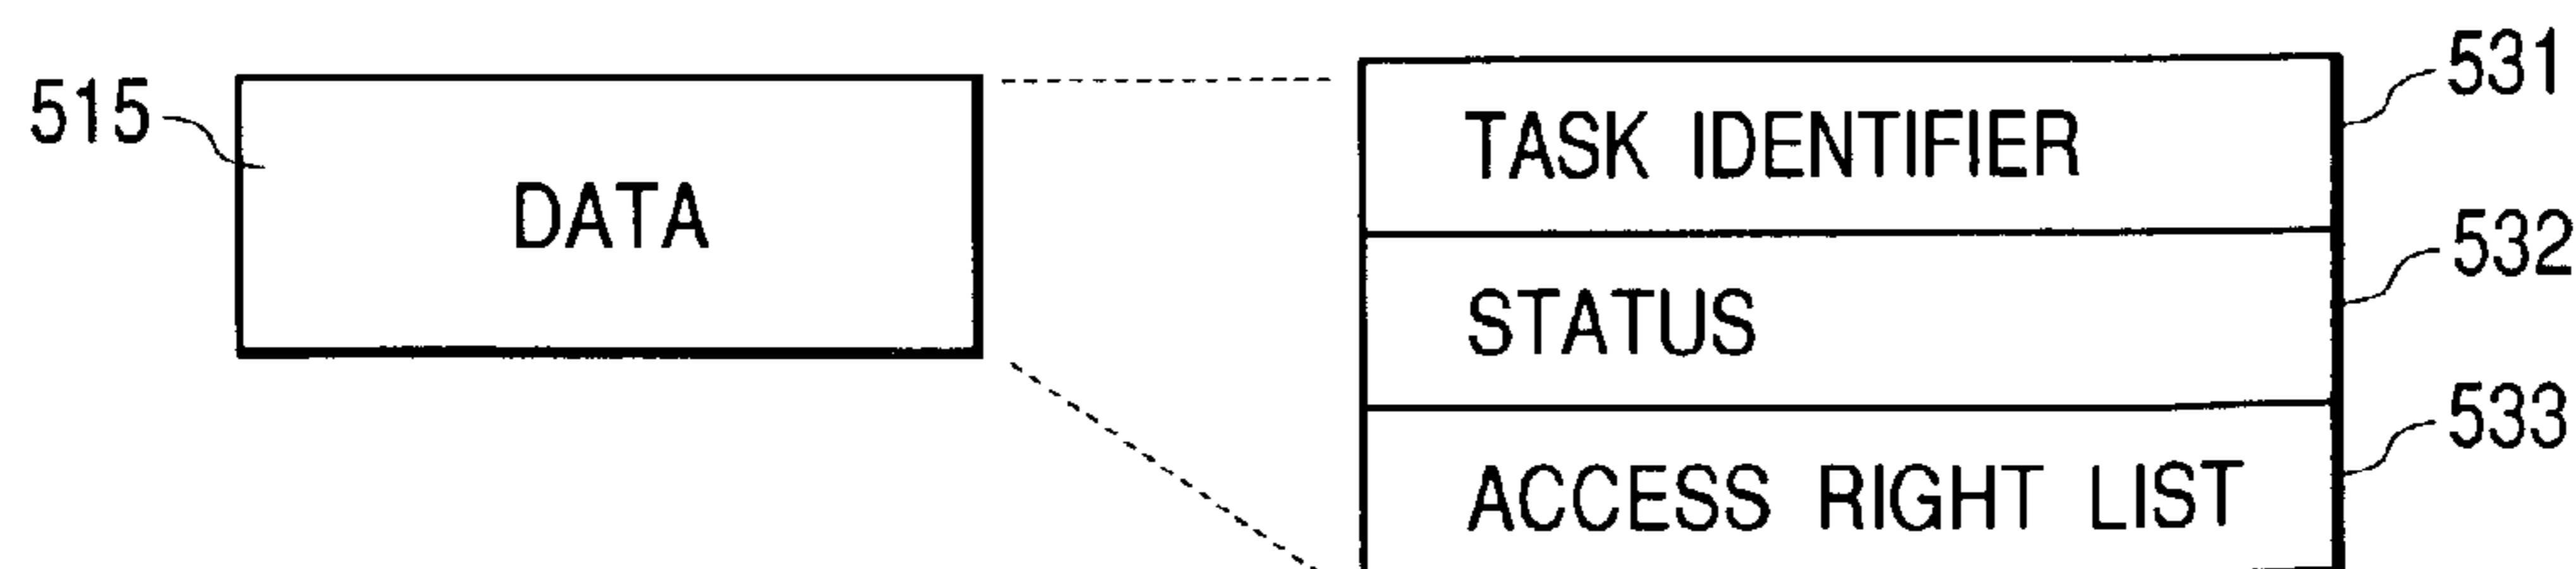 515
DATA
TASK IDENTIFIER
531
STATUS
532
ACCESS RIGHT LIST
533